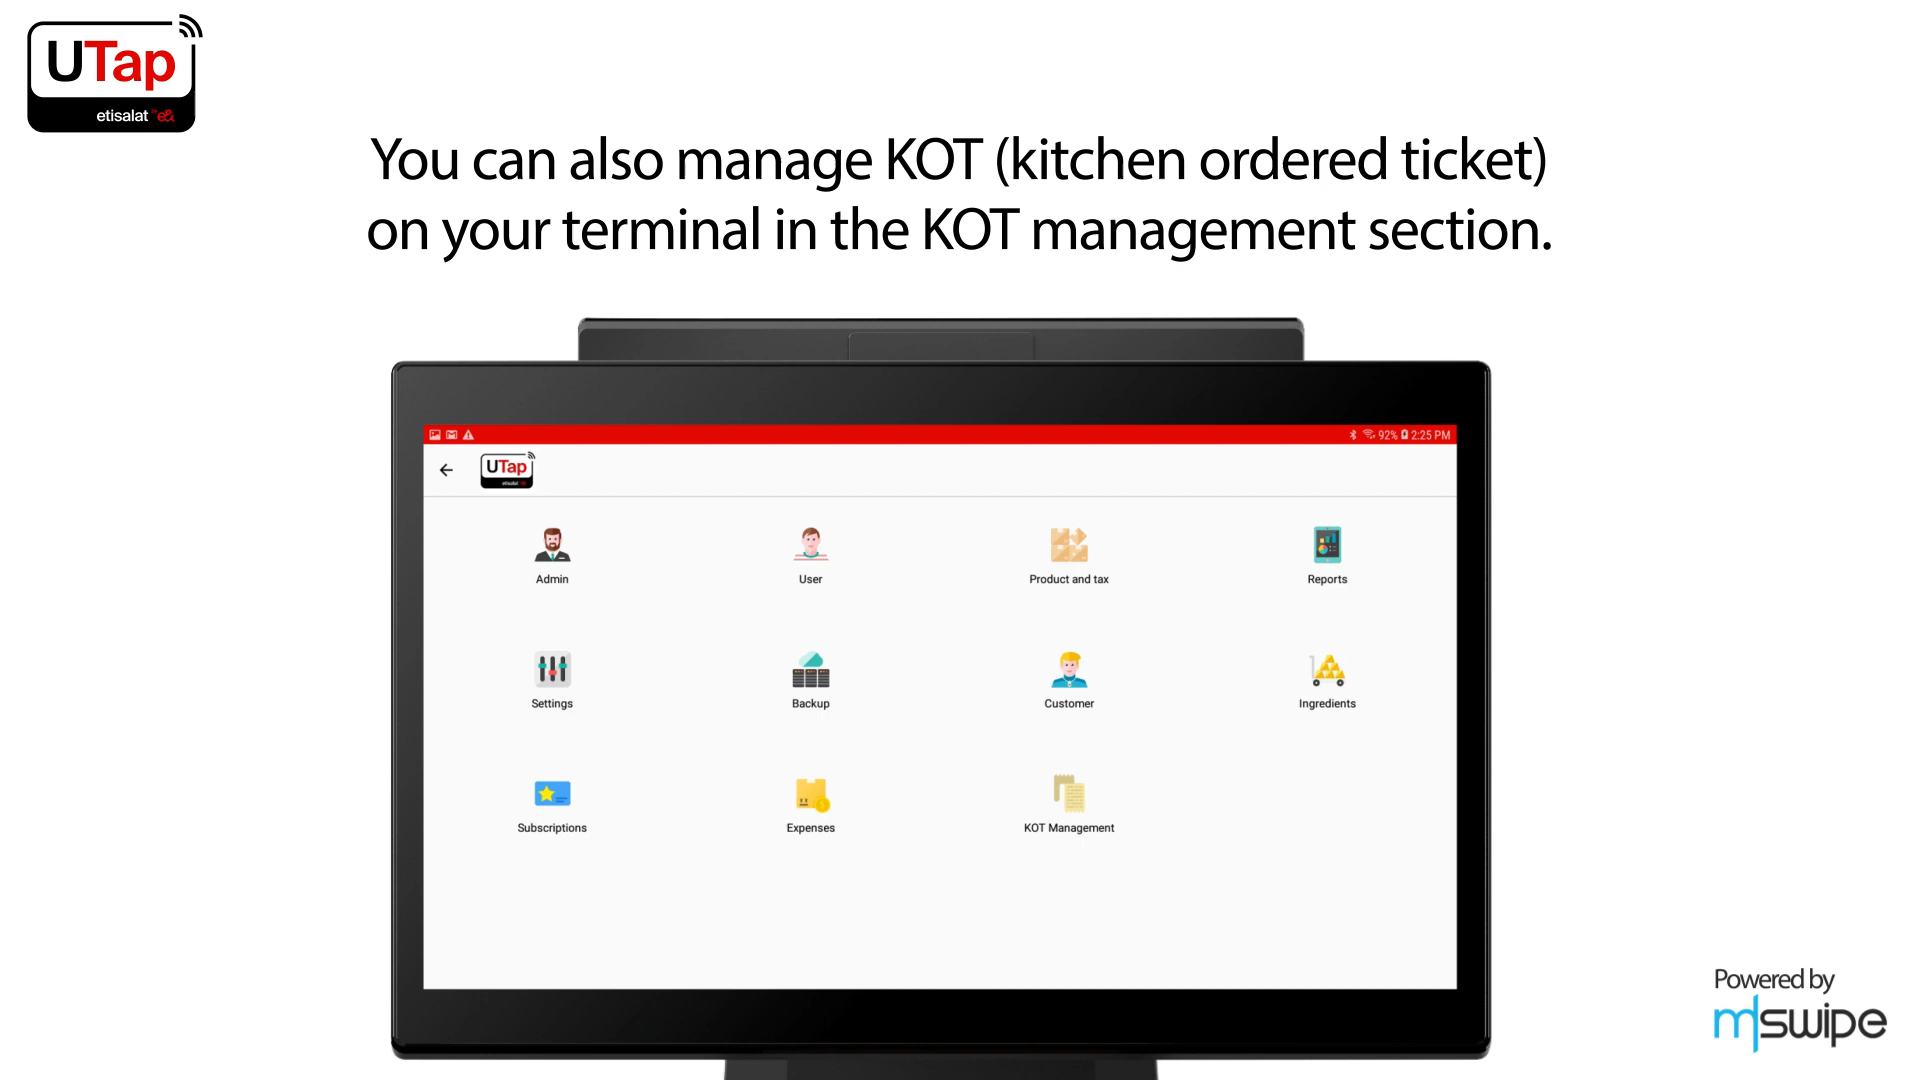 UTap
etisalat by e&
You can also manage KOT (kitchen ordered ticket)
on your terminal in the KOT management section.
92% 2:25 PM
UTap
etisalat
Admin
User
Product and tax
Reports
Settings
Backup
Customer
Ingredients
Subscriptions
Expenses
KOT Management
Powered by
mswipe